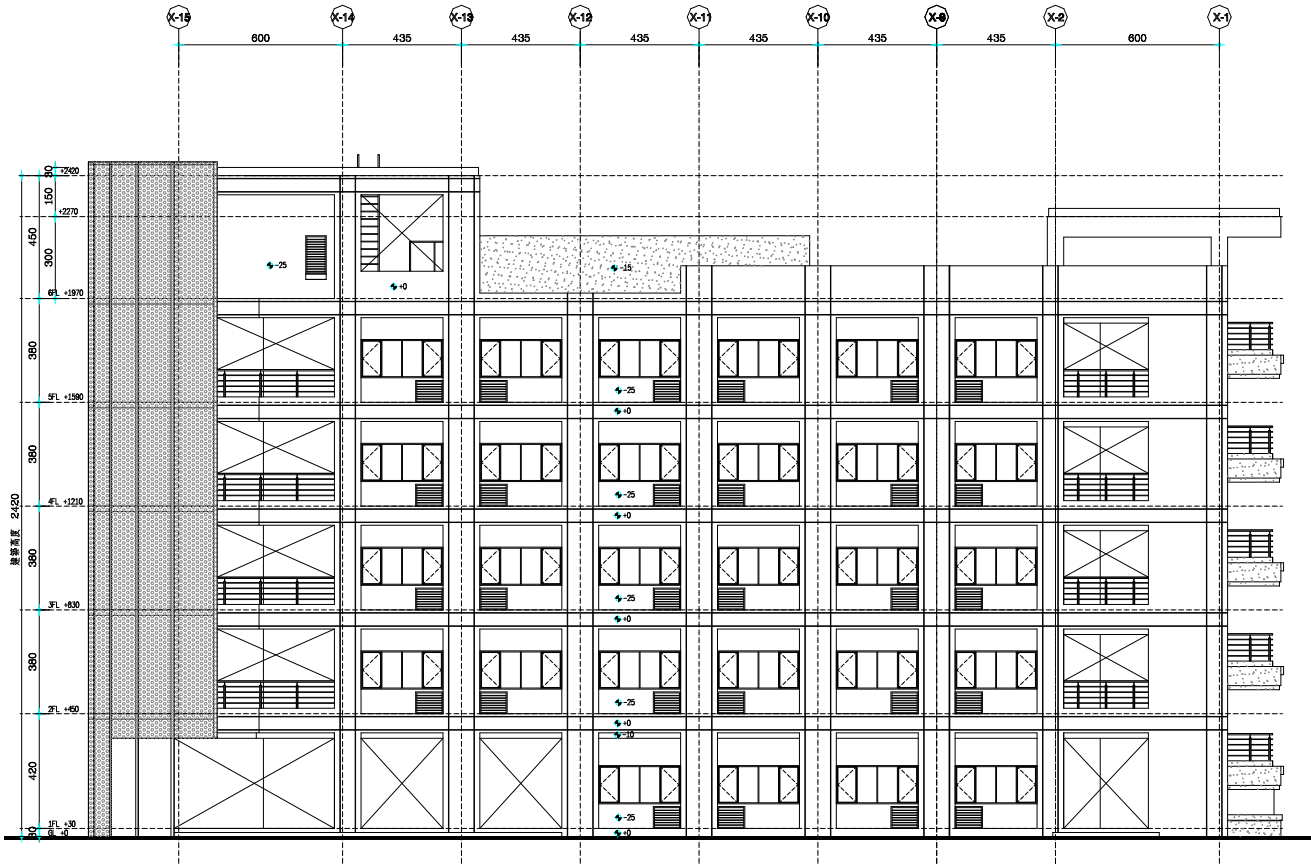 X-15 X-14 X-13 X-12 X-11 X-10 X-9 X-2 X-1
600 435 435 435 435 435 435 600
30 +2420
150
+2270
450
300
-25
-15
+0
6FL +1970
380
-25
5FL +1590
+0
380
-25
4FL +1210
+0
建築高度 2420
380
-25
3FL +830
+0
380
-25
2FL +450
+0
-10
420
-25
1FL +30
30
GL +0
+0